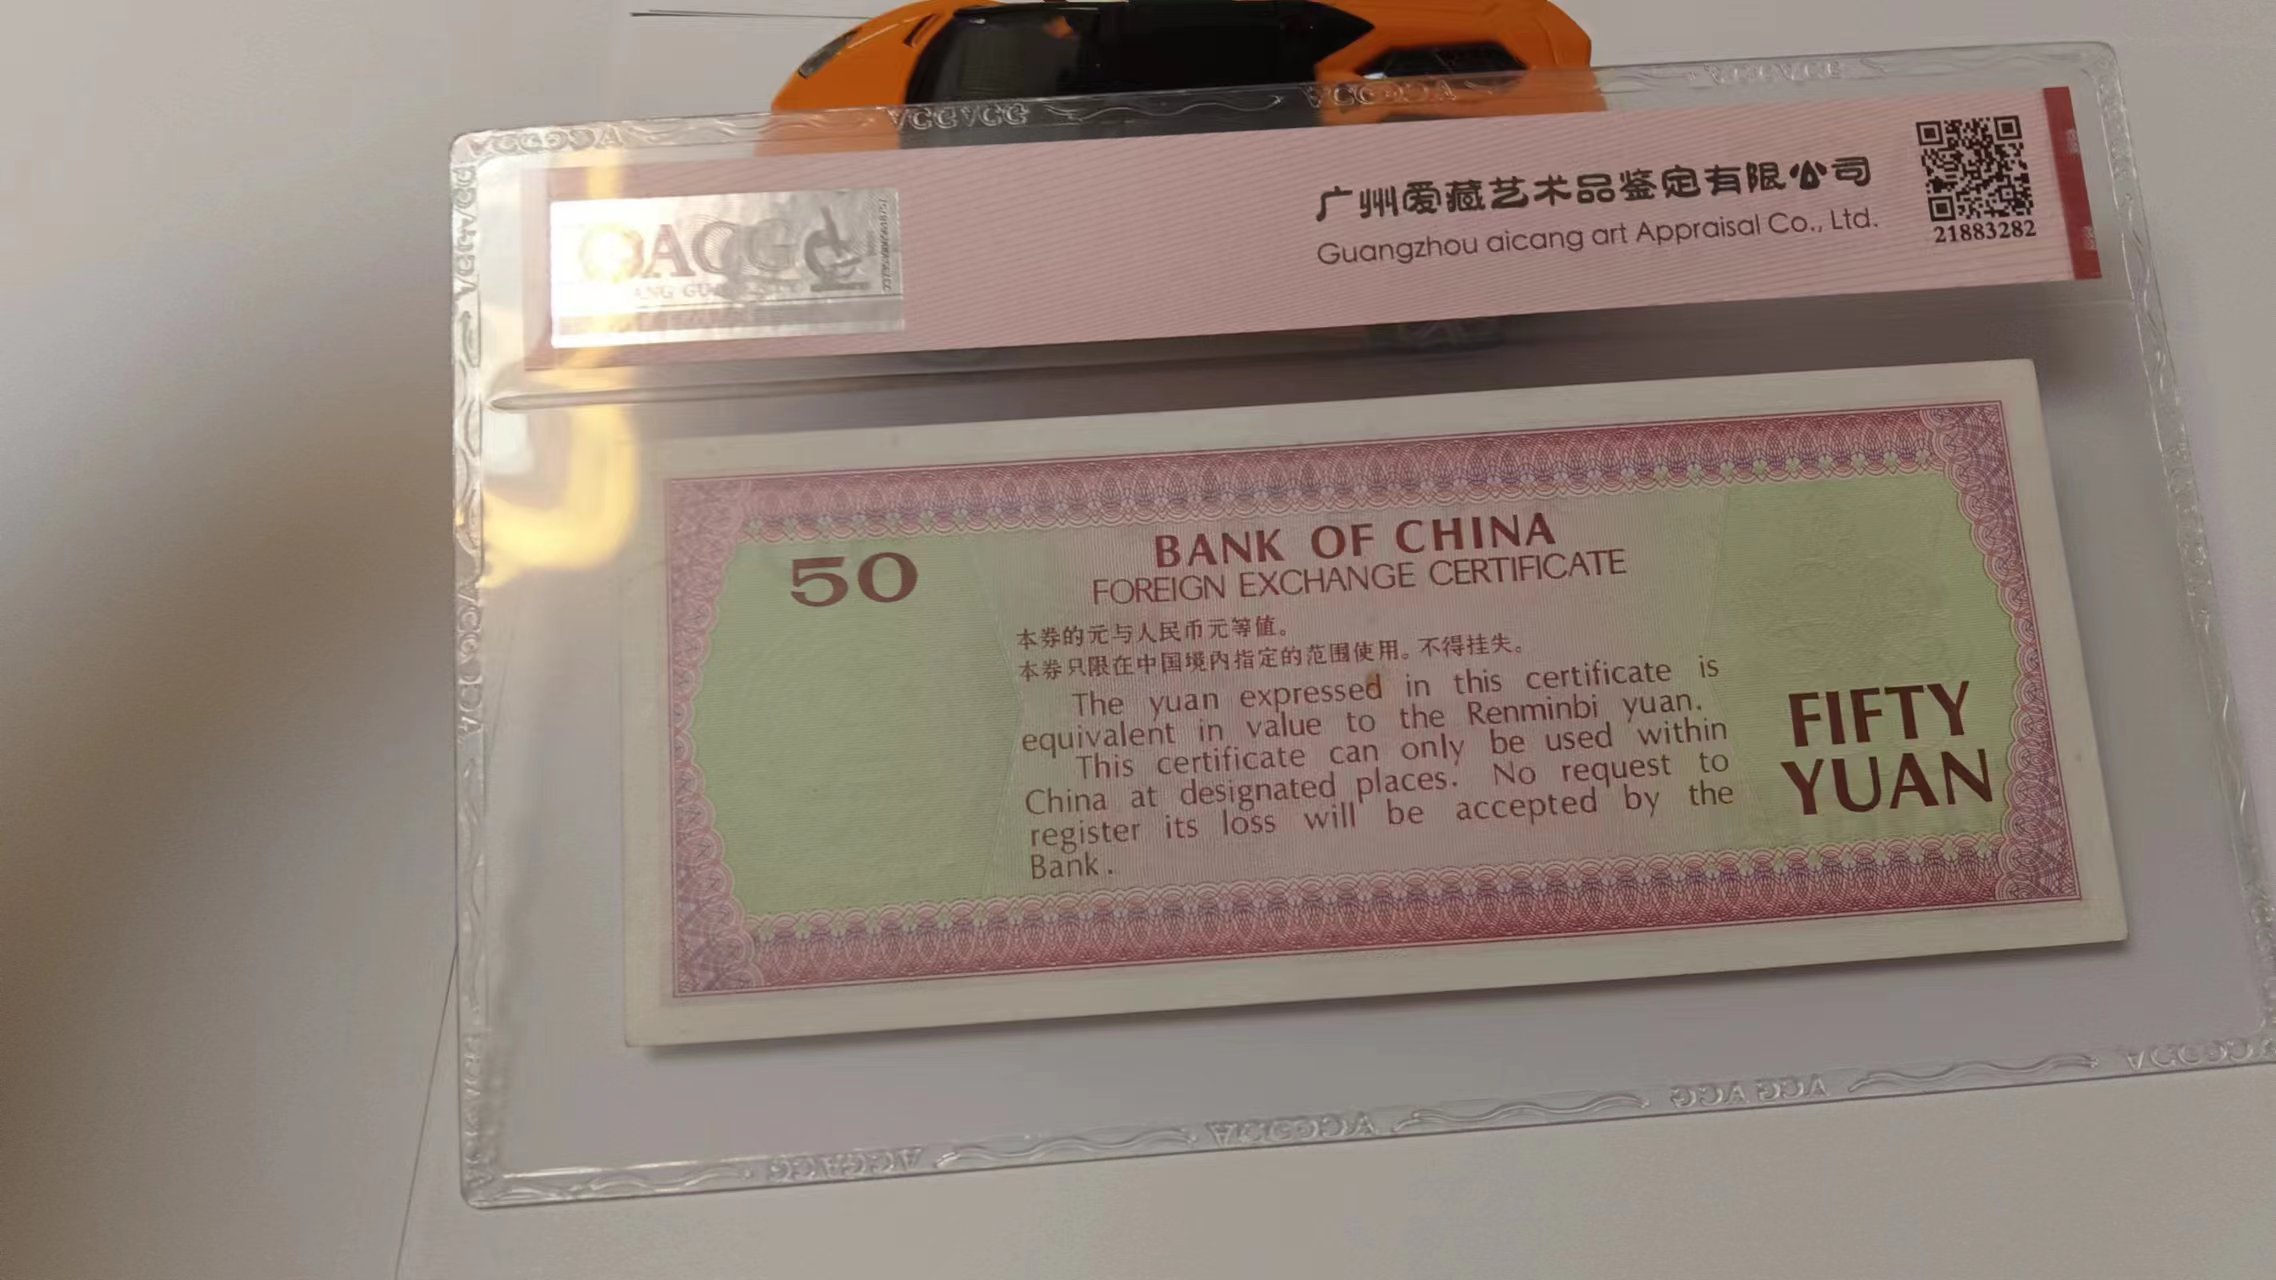 ACG
广州爱藏艺术品鉴定有限公司
Guangzhou aicang art Appraisal Co., Ltd.
21883282
50
BANK OF CHINA
FOREIGN EXCHANGE CERTIFICATE
本券的元与人民币元等值。
本券只限在中国境内指定的范围使用。不得挂失。
The yuan expressed in this certificate is
equivalent in value to the Renminbi yuan.
This certificate can only be used within
China at designated places. No request to
register its loss will be accepted by the
Bank.
FIFTY
YUAN